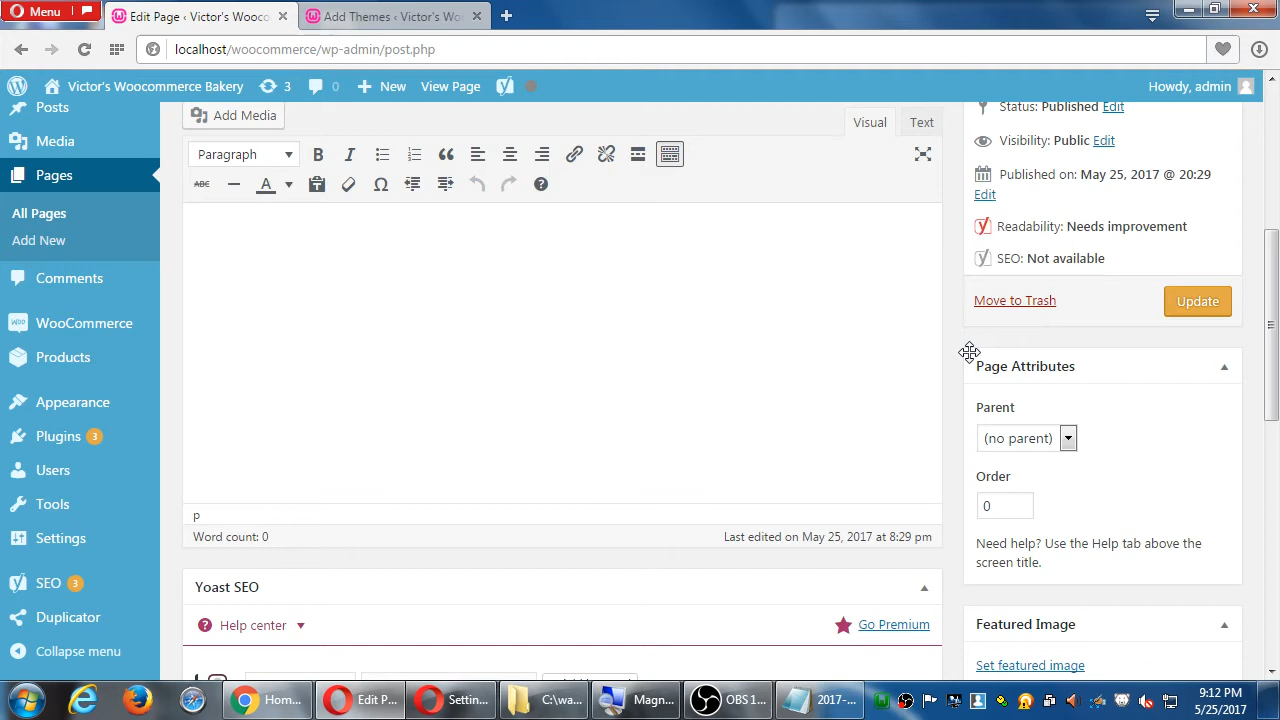 Menu
Edit Page ‹ Victor's Wooco
Add Themes ‹ Victor's Wo
localhost/woocommerce/wp-admin/post.php
Victor's Woocommerce Bakery 3 0 New View Page
Howdy, admin
Posts
Media
Pages
All Pages
Add New
Comments
WooCommerce
Products
Appearance
Plugins 3
Users
Tools
Settings
SEO 3
Duplicator
Collapse menu
Add Media
Visual Text
Paragraph
ABC
p
Word count: 0
Last edited on May 25, 2017 at 8:29 pm
Yoast SEO
Help center
Go Premium
Status: Published Edit
Visibility: Public Edit
Published on: May 25, 2017 @ 20:29
Edit
Readability: Needs improvement
SEO: Not available
Move to Trash
Update
Page Attributes
Parent
(no parent)
Order
0
Need help? Use the Help tab above the
screen title.
Featured Image
Set featured image
Hom...
Edit P...
Settin...
C:\wa...
Magn...
OBS 1...
2017-...
9:12 PM
5/25/2017